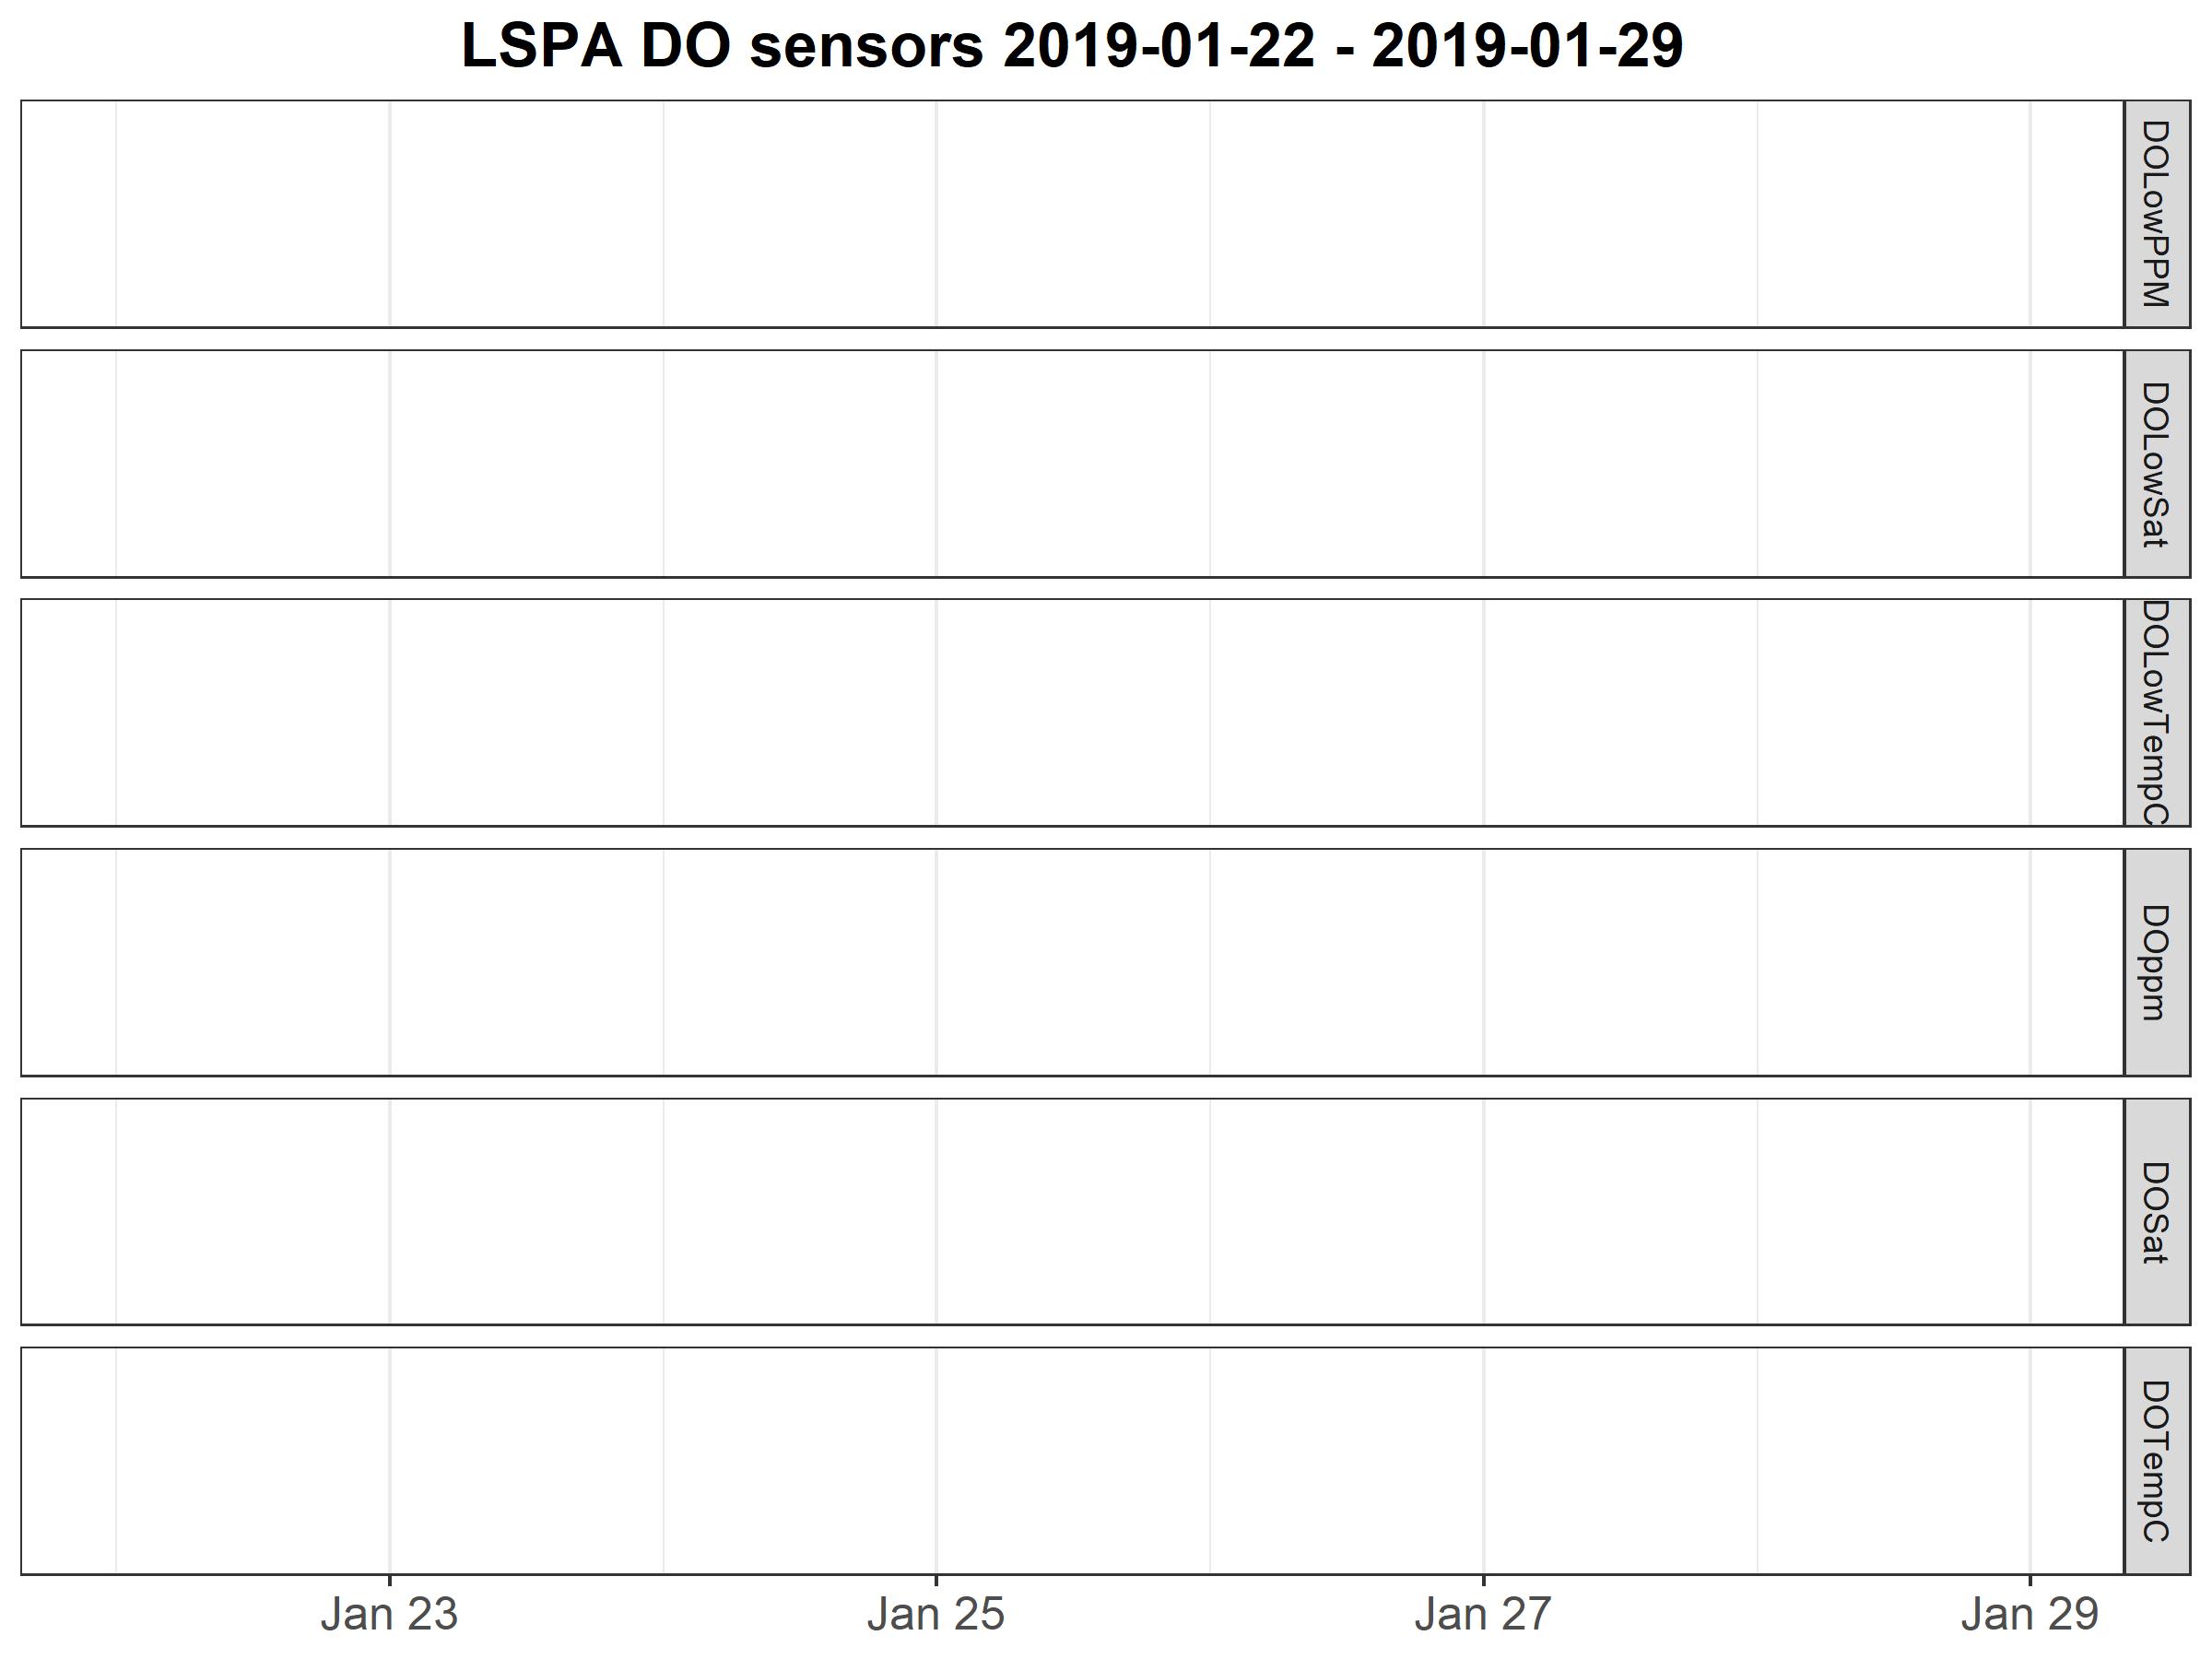 LSPA DO sensors 2019-01-22 - 2019-01-29
DOLowPPM
DOLowSat
DOLowTempC
DOppm
DOSat
DOTempC
Jan 23 Jan 25 Jan 27 Jan 29